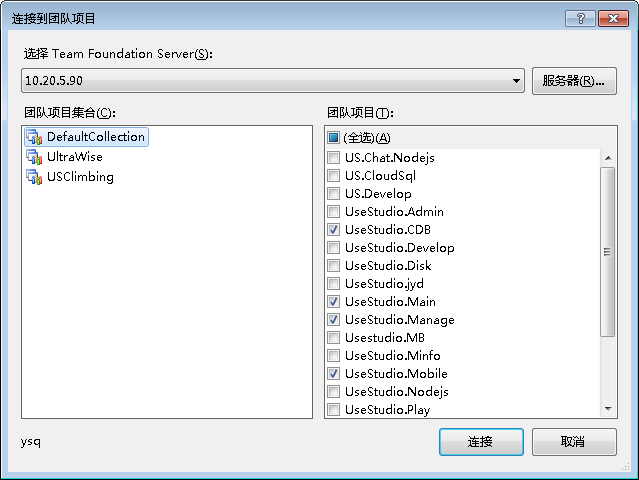 连接到团队项目
选择 Team Foundation Server(S):
10.20.5.90
服务器(R)...
团队项目集合(C):
DefaultCollection
UltraWise
USClimbing
团队项目(T):
(全选)(A)
US.Chat.Nodejs
US.CloudSql
US.Develop
UseStudio.Admin
UseStudio.CDB
UseStudio.Develop
UseStudio.Disk
UseStudio.jyd
UseStudio.Main
UseStudio.Manage
Usestudio.MB
UseStudio.Minfo
UseStudio.Mobile
UseStudio.Nodejs
UseStudio.Play
ysq
连接
取消